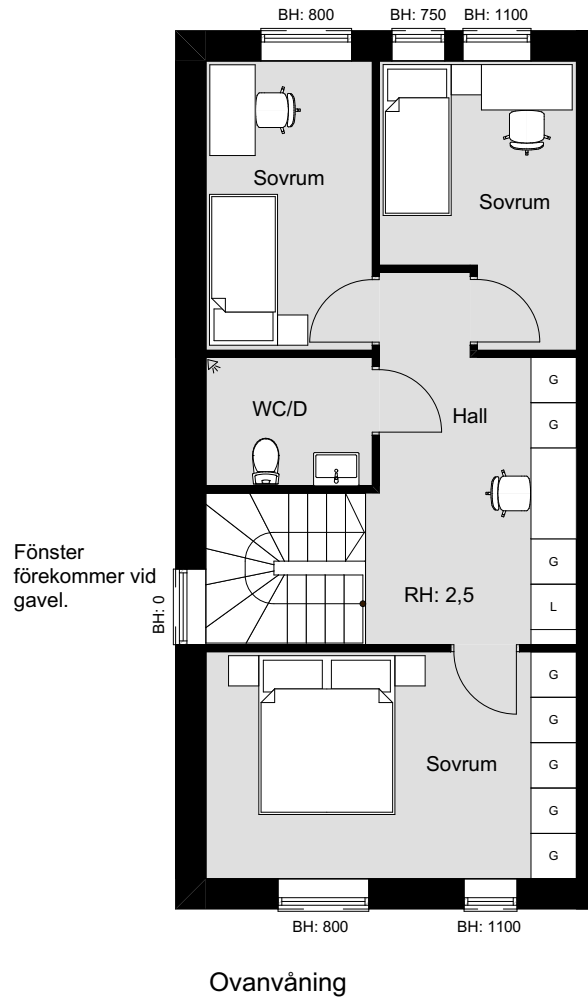 BH: 800
BH: 750
BH: 1100
Sovrum
Sovrum
G
WC/D
Hall
G
Fönster
förekommer vid
gavel.
BH: 0
G
RH: 2,5
L
G
G
Sovrum
G
G
BH: 800
BH: 1100
Ovanvåning